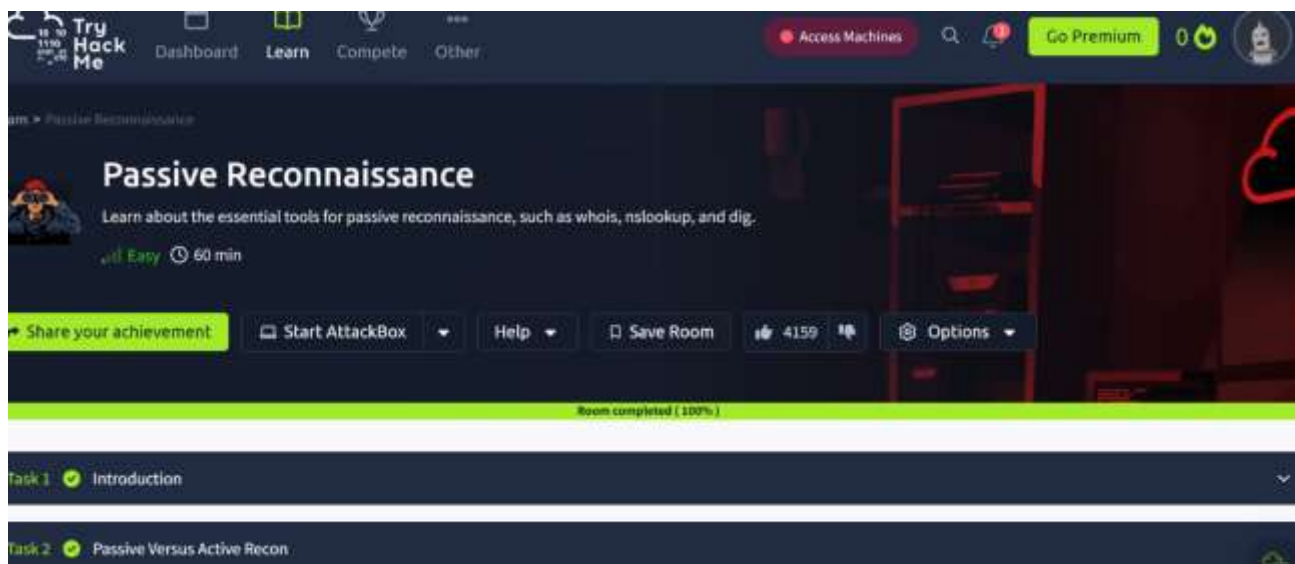 Try Hack Me
Dashboard
Learn
Compete
Other
Access Machines
Go Premium
0
Passive Reconnaissance
Passive Reconnaissance
Learn about the essential tools for passive reconnaissance, such as whois, nslookup, and dig.
Easy 60 min
Share your achievement
Start AttackBox
Help
Save Room
4159
Options
Room completed ( 100% )
Task 1 Introduction
Task 2 Passive Versus Active Recon